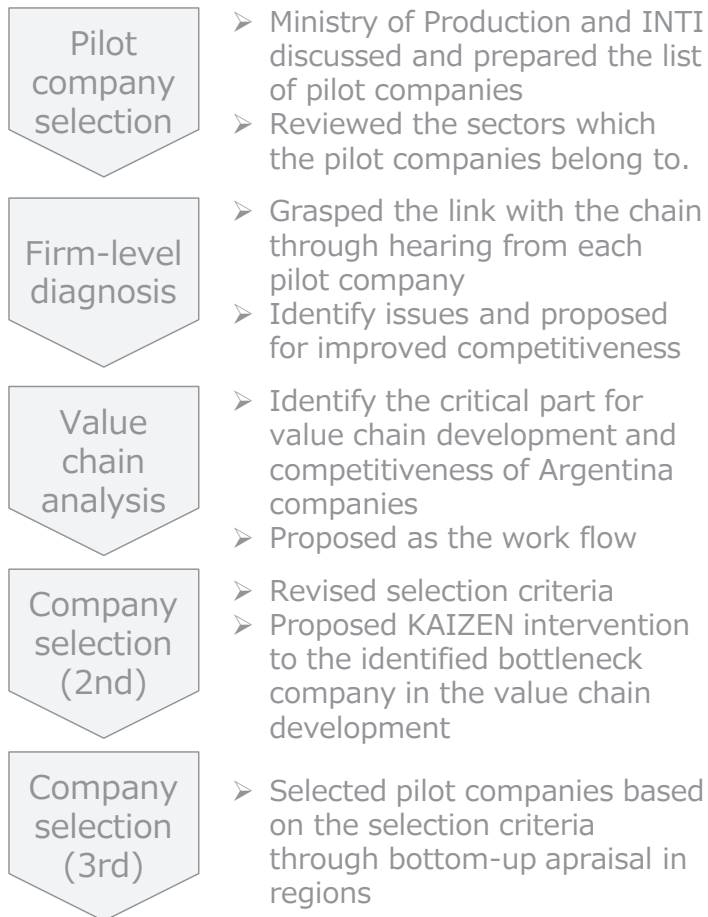 Pilot
company
selection
➢ Ministry of Production and INTI
discussed and prepared the list
of pilot companies
➢ Reviewed the sectors which
the pilot companies belong to.
Firm-level
diagnosis
➢ Grasped the link with the chain
through hearing from each
pilot company
➢ Identify issues and proposed
for improved competitiveness
Value
chain
analysis
➢ Identify the critical part for
value chain development and
competitiveness of Argentina
companies
➢ Proposed as the work flow
Company
selection
(2nd)
➢ Revised selection criteria
➢ Proposed KAIZEN intervention
to the identified bottleneck
company in the value chain
development
Company
selection
(3rd)
➢ Selected pilot companies based
on the selection criteria
through bottom-up apraisal in
regions